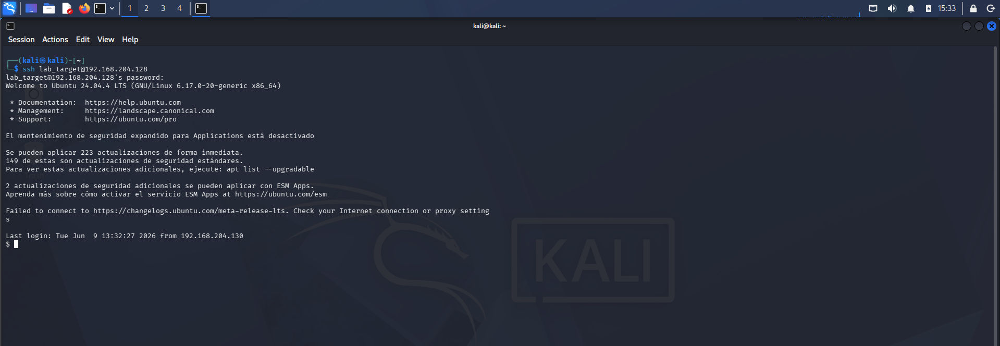 1 2 3 4 15:33
kali@kali: ~
Session Actions Edit View Help
┌──(kali㉿kali)-[~]
└─$ ssh lab_target@192.168.204.128
lab_target@192.168.204.128's password:
Welcome to Ubuntu 24.04.4 LTS (GNU/Linux 6.17.0-20-generic x86_64)
* Documentation: https://help.ubuntu.com
* Management: https://landscape.canonical.com
* Support: https://ubuntu.com/pro
El mantenimiento de seguridad expandido para Applications está desactivado
Se pueden aplicar 223 actualizaciones de forma inmediata.
149 de estas son actualizaciones de seguridad estándares.
Para ver estas actualizaciones adicionales, ejecute: apt list --upgradable
Trash
2 actualizaciones de seguridad adicionales se pueden aplicar con ESM Apps.
Aprenda más sobre cómo activar el servicio ESM Apps at https://ubuntu.com/esm
Failed to connect to https://changelogs.ubuntu.com/meta-release-lts. Check your Internet connection or proxy setting
s
Last login: Tue Jun  9 13:32:27 2026 from 192.168.204.130
$
KALI